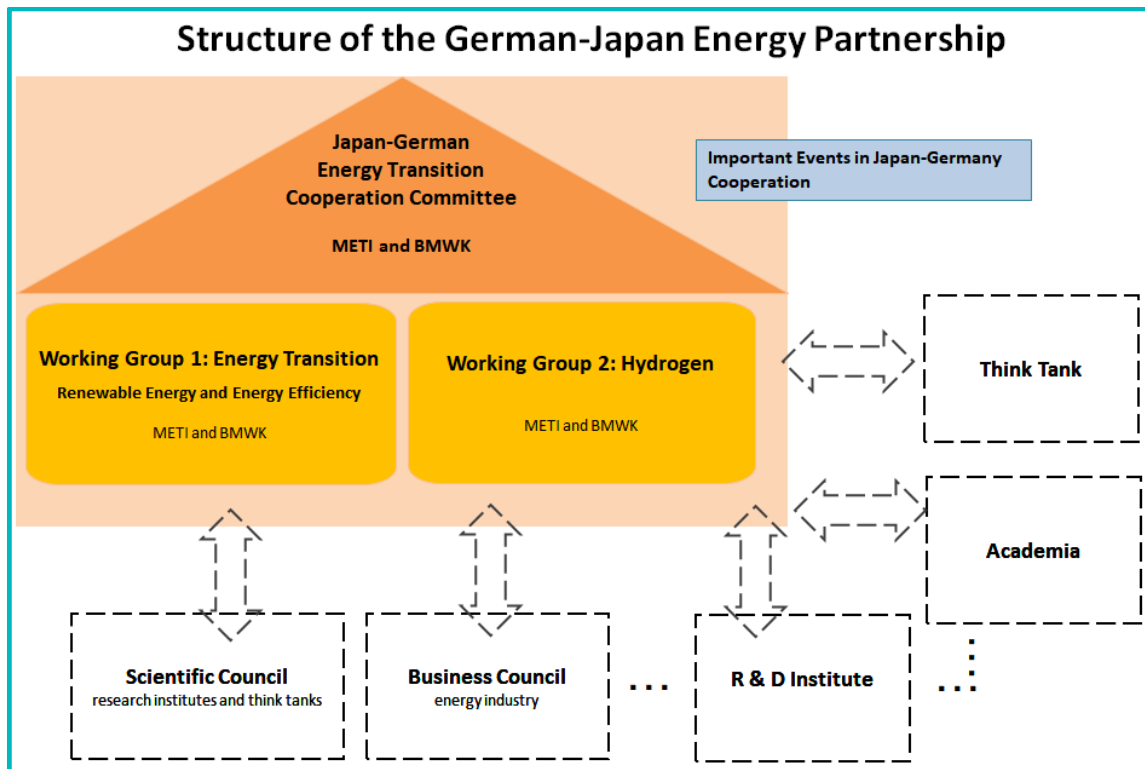 Structure of the German-Japan Energy Partnership
Japan-German
Energy Transition
Cooperation Committee
METI and BMWK
Important Events in Japan-Germany
Cooperation
Working Group 1: Energy Transition
Renewable Energy and Energy Efficiency
METI and BMWK
Working Group 2: Hydrogen
METI and BMWK
Think Tank
Academia
Scientific Council
research institutes and think tanks
Business Council
energy industry
...
R & D Institute
...